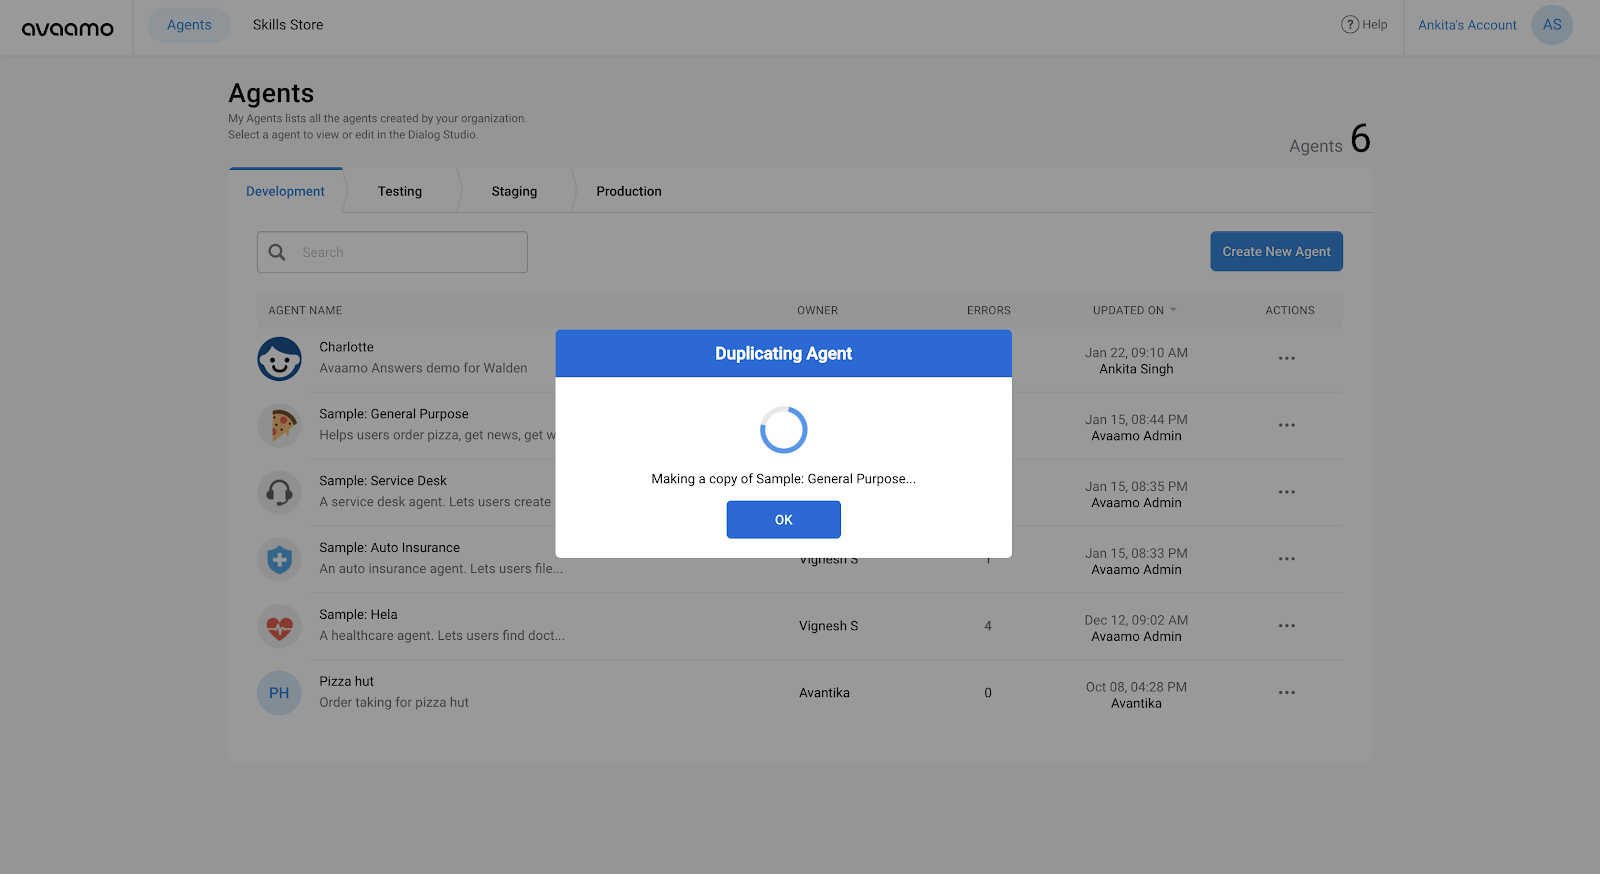 avaamo
Agents
Skills Store
? Help
Ankita's Account
AS
Agents
My Agents lists all the agents created by your organization.
Select a agent to view or edit in the Dialog Studio.
Agents 6
Development
Testing
Staging
Production
Search
Create New Agent
AGENT NAME
OWNER
ERRORS
UPDATED ON
ACTIONS
Charlotte
Avaamo Answers demo for Walden
Jan 22, 09:10 AM
Ankita Singh
Sample: General Purpose
Helps users order pizza, get news, get w
Jan 15, 08:44 PM
Avaamo Admin
Sample: Service Desk
A service desk agent. Lets users create
Jan 15, 08:35 PM
Avaamo Admin
Duplicating Agent
Making a copy of Sample: General Purpose...
OK
Sample: Auto Insurance
An auto insurance agent. Lets users file...
Vignesh S
1
Jan 15, 08:33 PM
Avaamo Admin
Sample: Hela
A healthcare agent. Lets users find doct...
Vignesh S
4
Dec 12, 09:02 AM
Avaamo Admin
PH
Pizza hut
Order taking for pizza hut
Avantika
0
Oct 08, 04:28 PM
Avantika